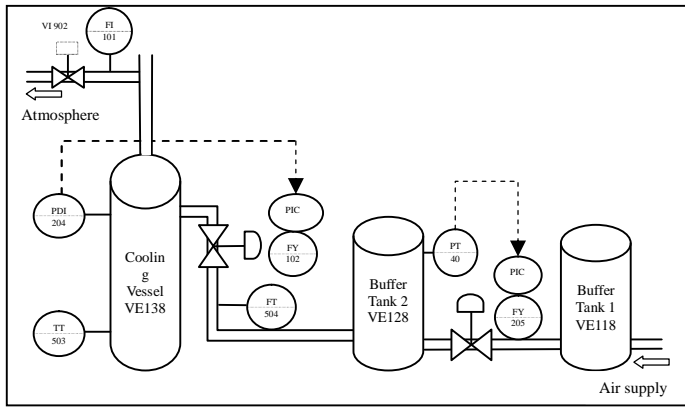 VI 902
FI
101
Atmosphere
PDI
204
PIC
FY
102
PT
40
PIC
FY
205
Coolin
g
Vessel
VE138
Buffer
Tank 2
VE128
Buffer
Tank 1
VE118
TT
503
FT
504
Air supply